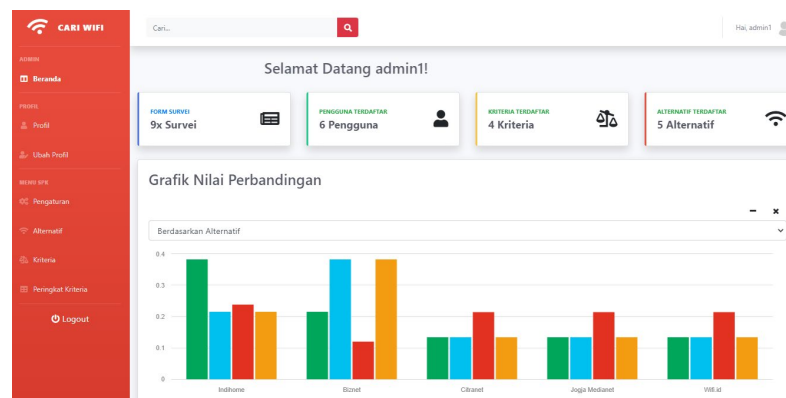 CARI WIFI
Cari...
Hai, admin1
ADMIN
Beranda
PROFIL
Profil
Ubah Profil
MENU SPK
Pengaturan
Alternatif
Kriteria
Peringkat Kriteria
Logout
Selamat Datang admin1!
FORM SURVEI
9x Survei
PENGGUNA TERDAFTAR
6 Pengguna
KRITERIA TERDAFTAR
4 Kriteria
ALTERNATIF TERDAFTAR
5 Alternatif
Grafik Nilai Perbandingan
Berdasarkan Alternatif
0.4
0.3
0.2
0.1
0
Indihome Biznet Citranet Jogja Medianet Wifi.id